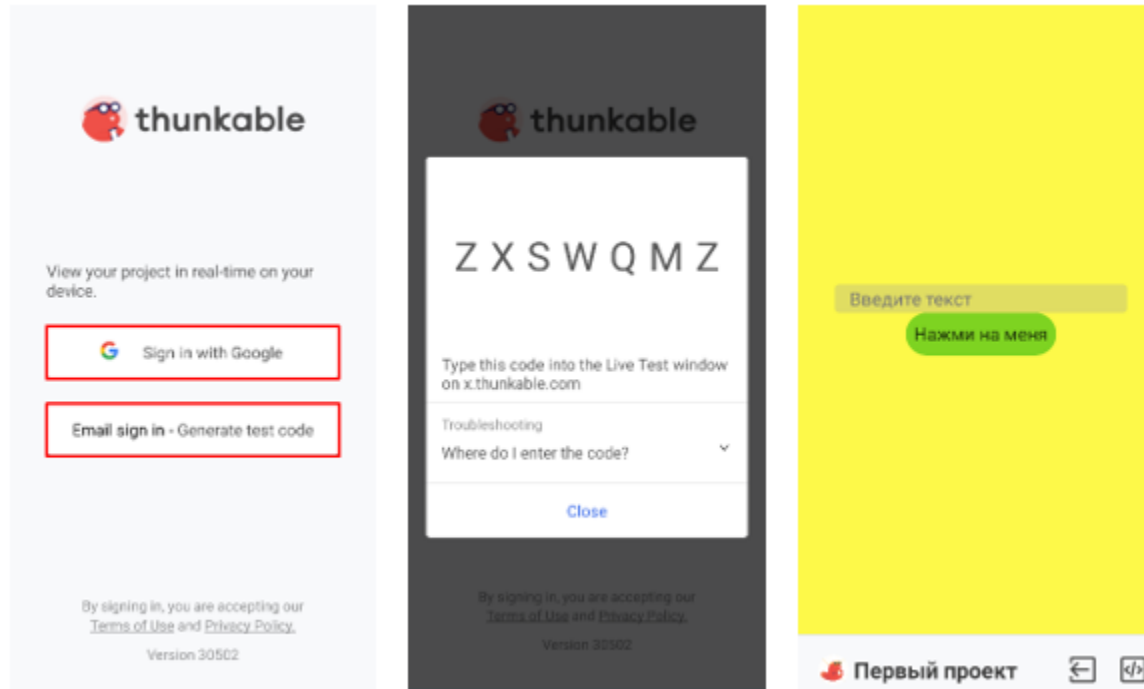 thunkable
View your project in real-time on your
device.
Sign in with Google
Email sign in - Generate test code
By signing in, you are accepting our
Terms of Use and Privacy Policy.
Version 30502
thunkable
Z X S W Q M Z
Type this code into the Live Test window
on x.thunkable.com
Troubleshooting
Where do I enter the code?
Close
By signing in, you are accepting our
Terms of Use and Privacy Policy.
Version 30502
Введите текст
Нажми на меня
Первый проект